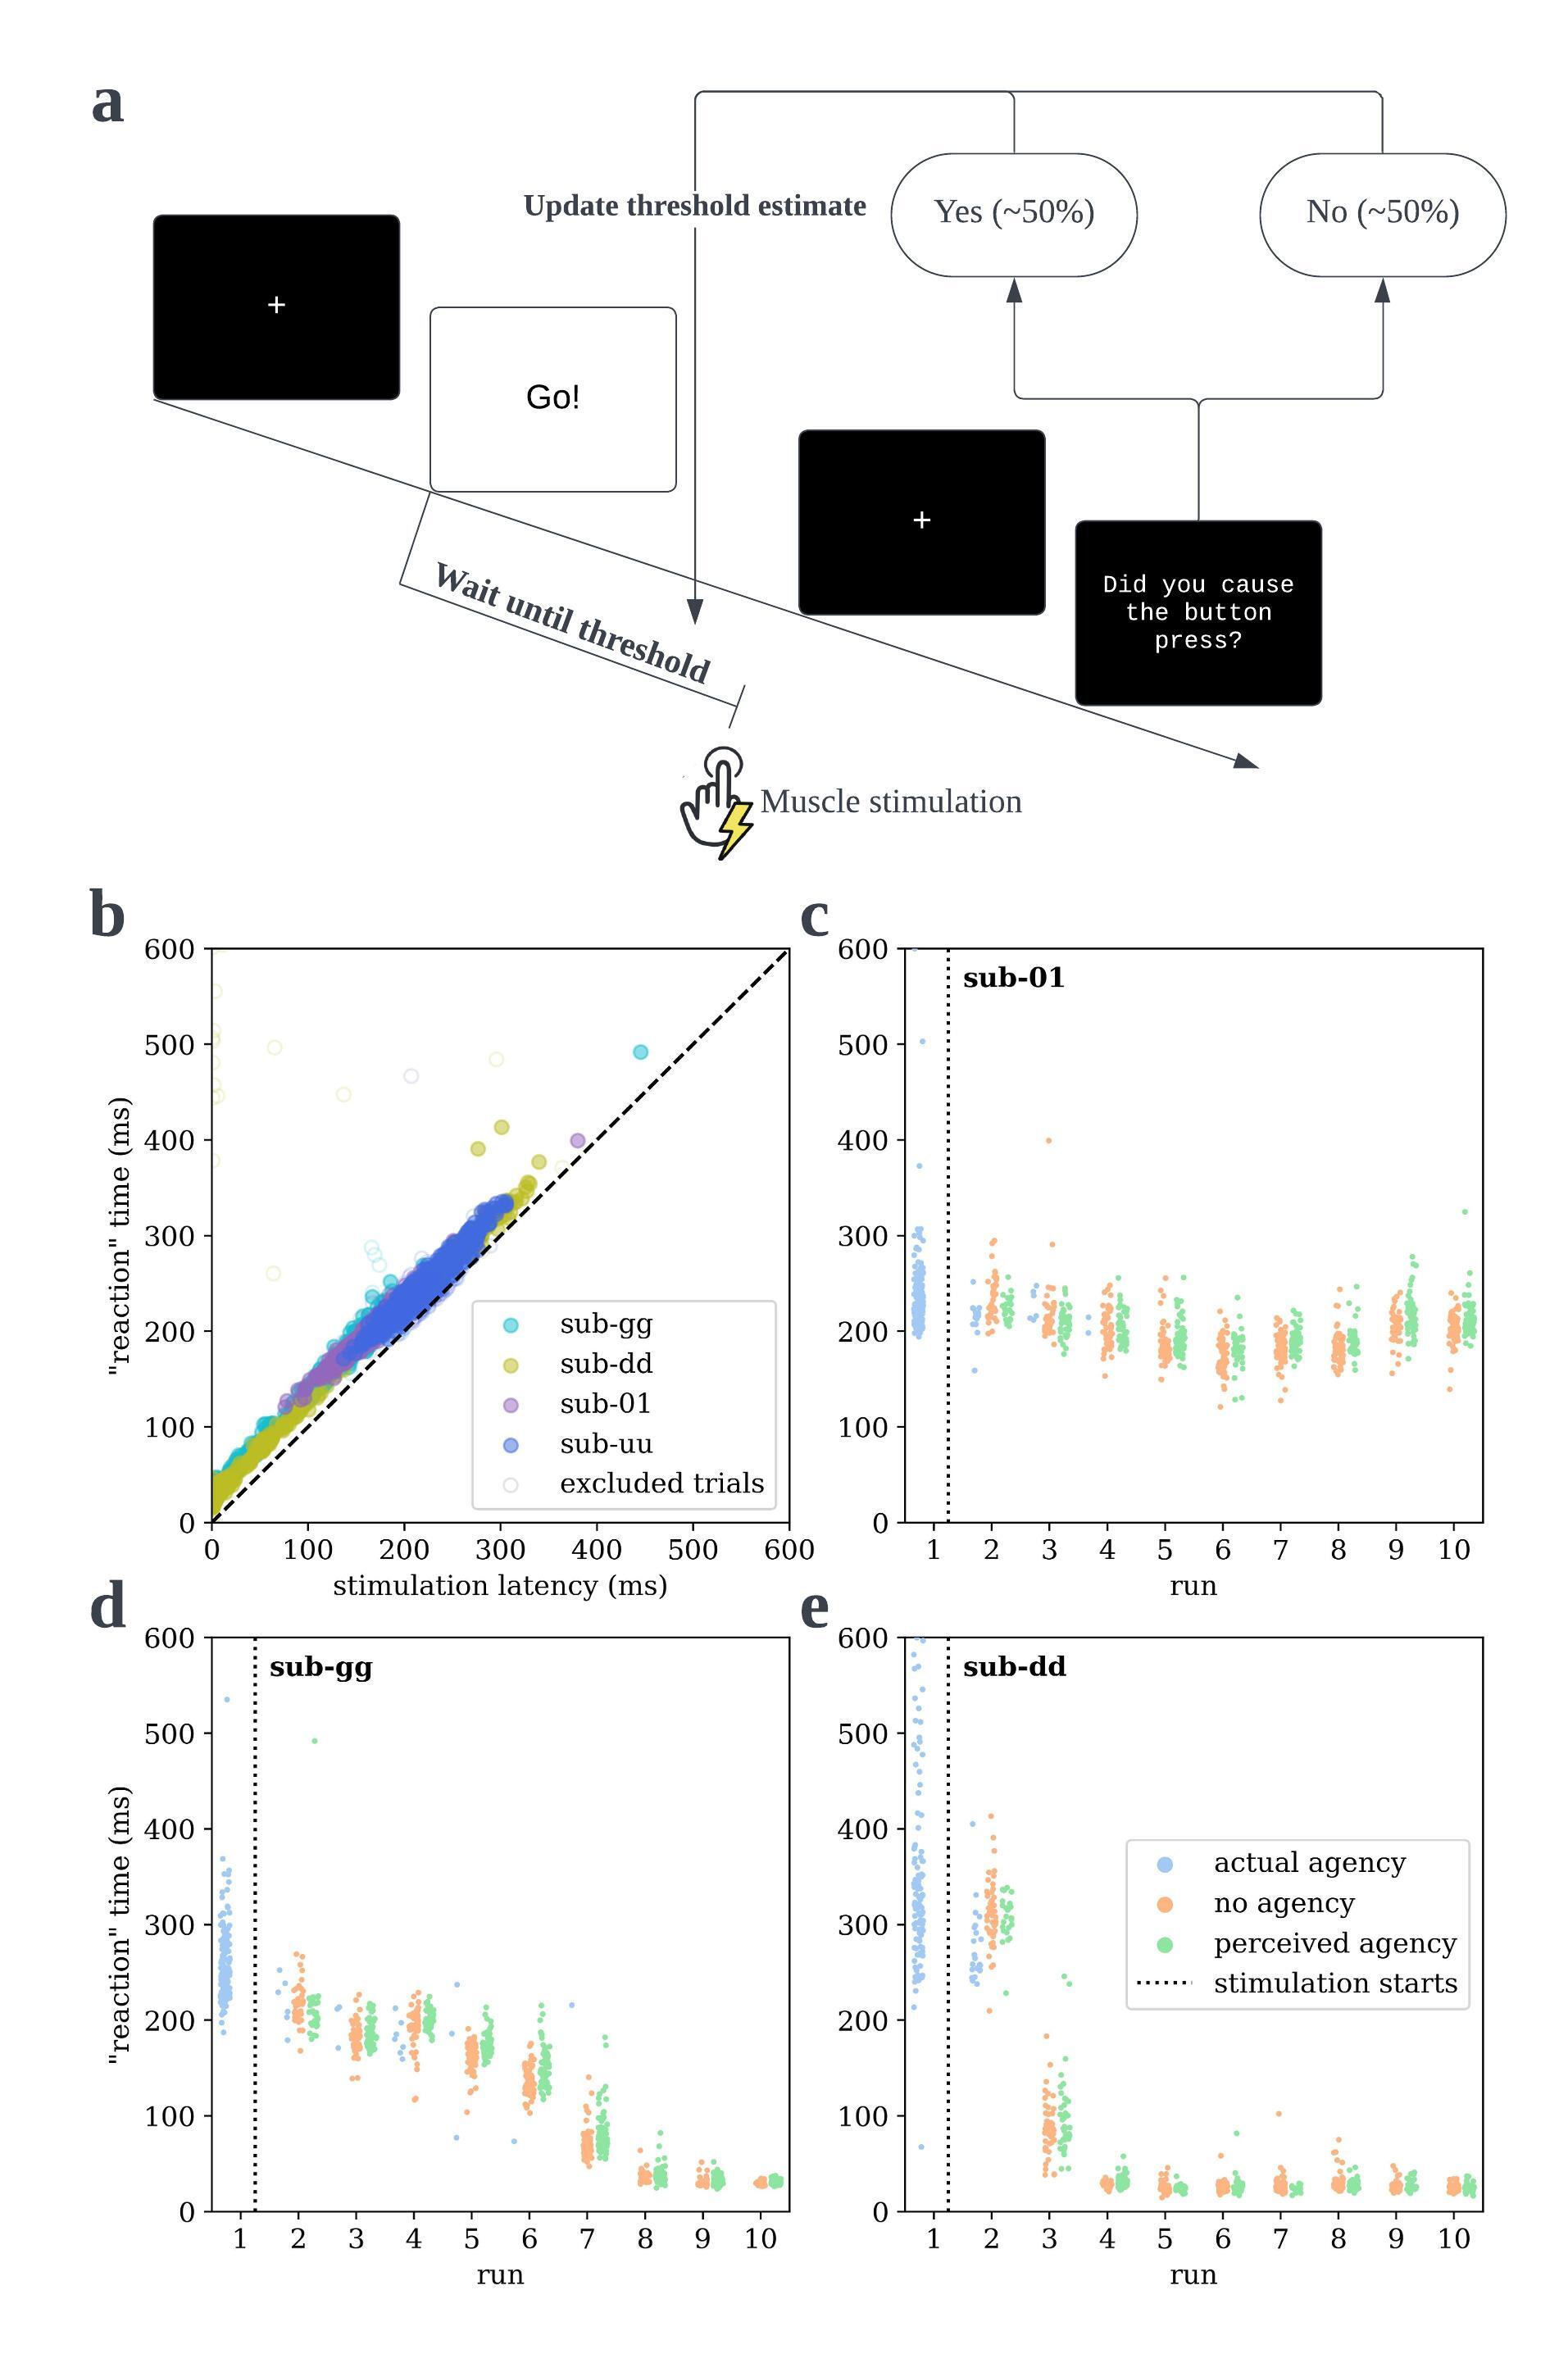 a
Update threshold estimate
Yes (~50%)
No (~50%)
+
Go!
+
Did you cause
the button
press?
Wait until threshold
Muscle stimulation
b
600
500
400
300
200
100
0
"reaction" time (ms)
sub-gg
sub-dd
sub-01
sub-uu
excluded trials
0 100 200 300 400 500 600
stimulation latency (ms)
c
600
500
400
300
200
100
0
sub-01
1 2 3 4 5 6 7 8 9 10
run
d
600
500
400
300
200
100
0
"reaction" time (ms)
sub-gg
1 2 3 4 5 6 7 8 9 10
run
e
600
500
400
300
200
100
0
sub-dd
actual agency
no agency
perceived agency
stimulation starts
1 2 3 4 5 6 7 8 9 10
run